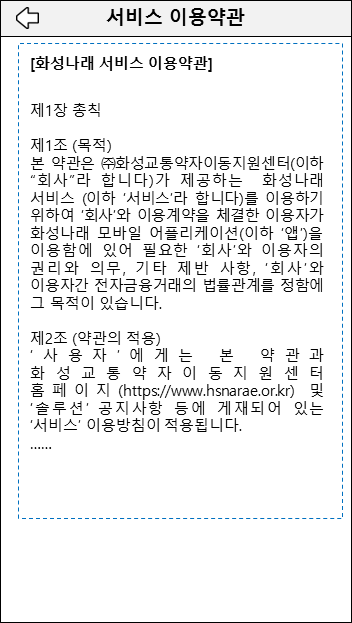 서비스 이용약관
[화성나래 서비스 이용약관]
제1장 총칙
제1조 (목적)
본 약관은 ㈜화성교통약자이동지원센터(이하
“회사”라 합니다)가 제공하는 화성나래
서비스 (이하 ‘서비스’라 합니다)를 이용하기
위하여 ‘회사’와 이용계약을 체결한 이용자가
화성나래 모바일 어플리케이션(이하 ‘앱’)을
이용함에 있어 필요한 ‘회사’와 이용자의
권리와 의무, 기타 제반 사항, ‘회사’와
이용자간 전자금융거래의 법률관계를 정함에
그 목적이 있습니다.
제2조 (약관의 적용)
’사용자’에게는 본 약관과
화성교통약자이동지원센터
홈페이지(https://www.hsnarae.or.kr) 및
‘솔루션’ 공지사항 등에 게재되어 있는
‘서비스’ 이용방침이 적용됩니다.
......